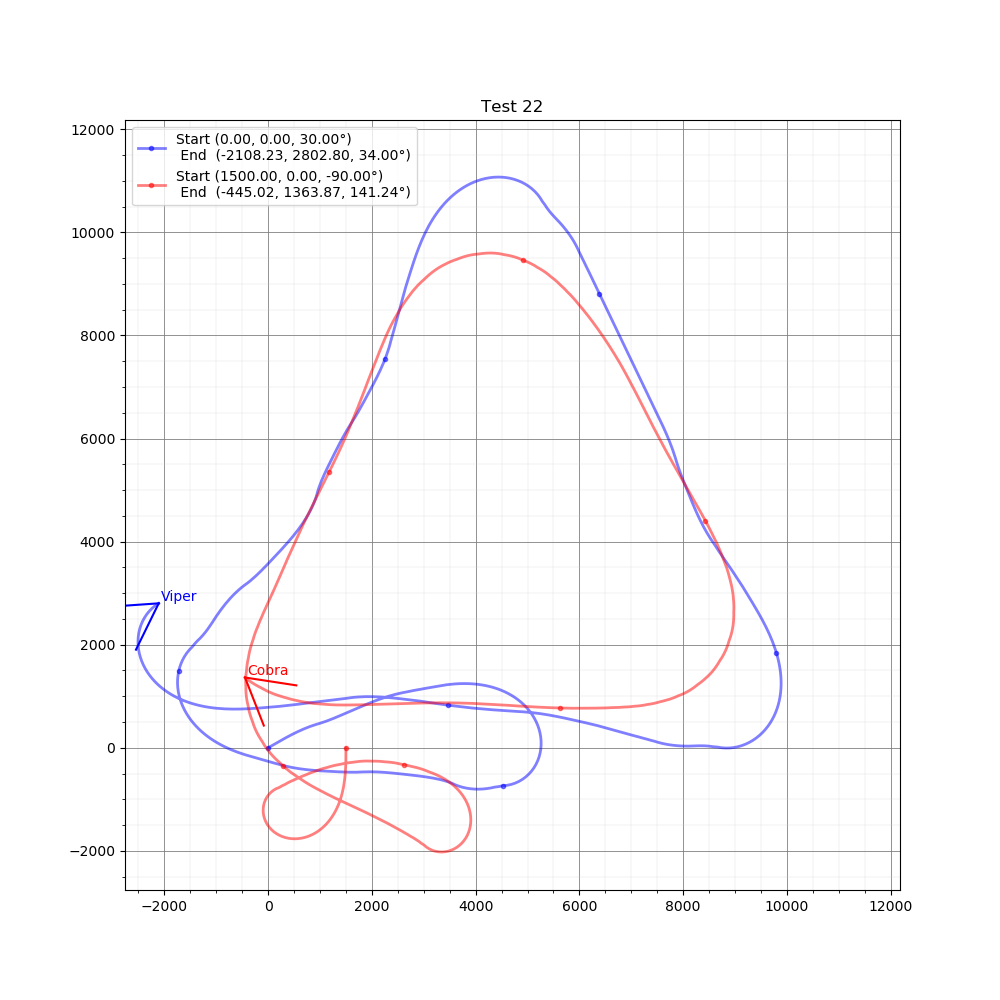 Test 22
Start (0.00, 0.00, 30.00°)
End  (-2108.23, 2802.80, 34.00°)
Start (1500.00, 0.00, -90.00°)
End  (-445.02, 1363.87, 141.24°)
12000
10000
8000
6000
4000
2000
0
−2000
Viper
Cobra
−2000 0 2000 4000 6000 8000 10000 12000